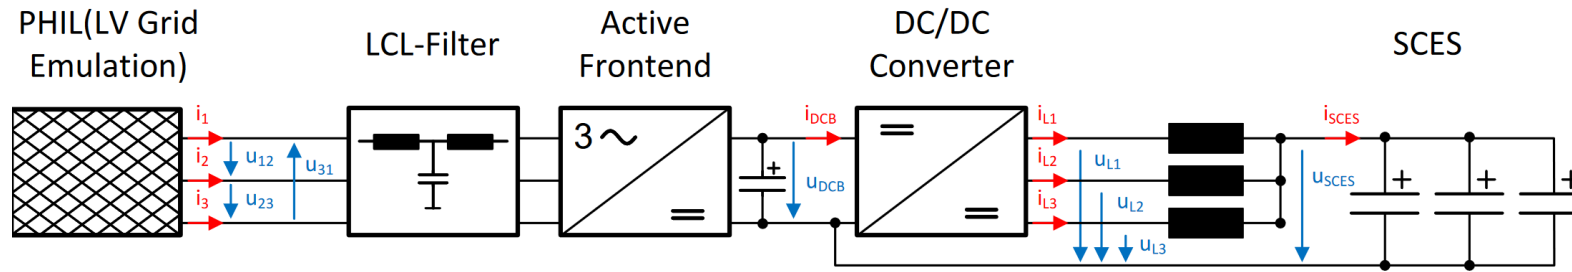 PHIL(LV Grid
Emulation)
LCL-Filter
Active
Frontend
DC/DC
Converter
SCES
i1
i2
i3
u12
u23
u31
3
+
iDCB
uDCB
iL1
iL2
iL3
uL1
uL2
uL3
iSCES
uSCES
+
+
+